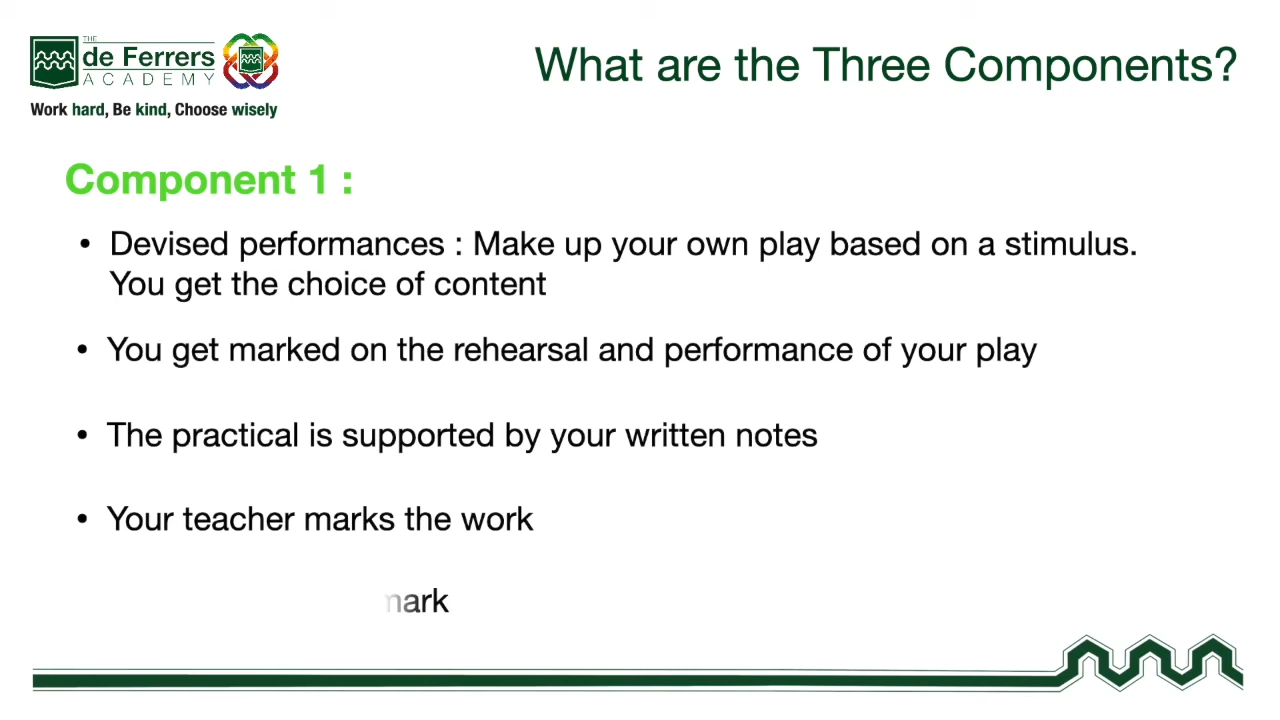 THE
de Ferrers
ACADEMY
Work hard, Be kind, Choose wisely
What are the Three Components?
Component 1 :
• Devised performances : Make up your own play based on a stimulus.
You get the choice of content
• You get marked on the rehearsal and performance of your play
• The practical is supported by your written notes
• Your teacher marks the work
mark